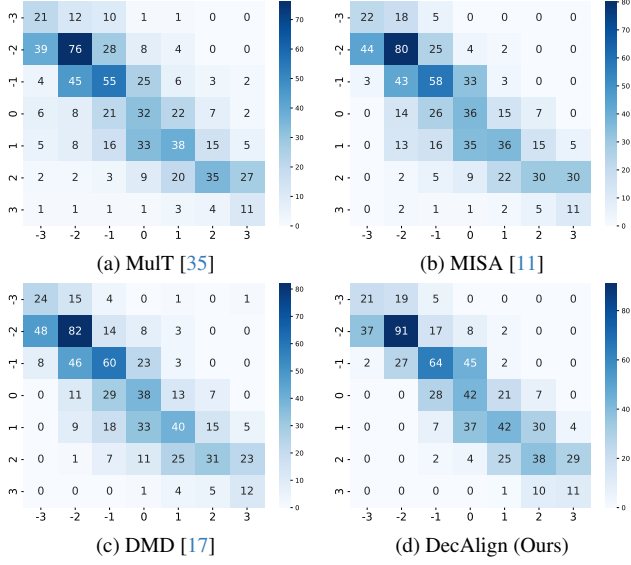 -3 21 12 10 1 1 0 0 70
-2 39 76 28 8 4 0 0 60
-1 4 45 55 25 6 3 2 50
0 6 8 21 32 22 7 2 40
1 5 8 16 33 38 15 5 30
2 2 2 3 9 20 35 27 20
3 1 1 1 1 3 4 11 10
0
-3 -2 -1 0 1 2 3
(a) MulT [35]
-3 22 18 5 0 0 0 0 80
-2 44 80 25 4 2 0 0 70
-1 3 43 58 33 3 0 0 60
0 0 14 26 36 15 7 0 50
1 0 13 16 35 36 15 5 40
2 0 2 5 9 22 30 30 30
3 0 2 1 1 2 5 11 20
10
0
-3 -2 -1 0 1 2 3
(b) MISA [11]
-3 24 15 4 0 1 0 1 80
-2 48 82 14 8 3 0 0 70
-1 8 46 60 23 3 0 0 60
0 0 11 29 38 13 7 0 50
1 0 9 18 33 40 15 5 40
2 0 1 7 11 25 31 23 30
3 0 0 0 1 4 5 12 20
10
0
-3 -2 -1 0 1 2 3
(c) DMD [17]
-3 21 19 5 0 0 0 0
-2 37 91 17 8 2 0 0 80
-1 2 27 64 45 2 0 0 60
0 0 0 28 42 21 7 0 40
1 0 0 7 37 42 30 4
2 0 0 2 4 25 38 29 20
3 0 0 0 0 1 10 11
0
-3 -2 -1 0 1 2 3
(d) DecAlign (Ours)